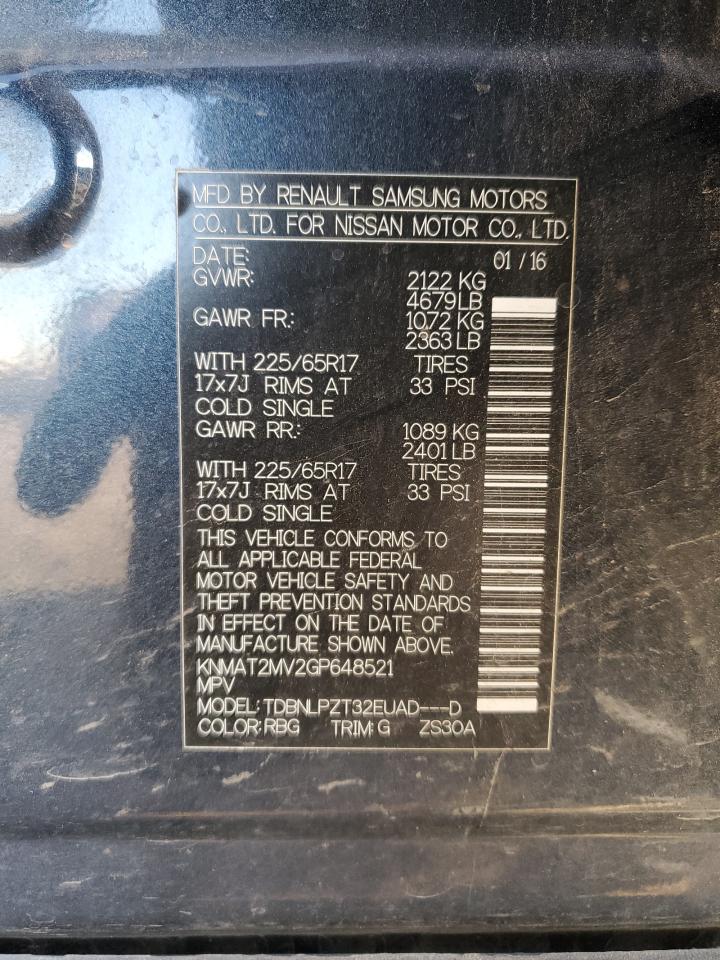 MFD BY RENAULT SAMSUNG MOTORS
CO., LTD. FOR NISSAN MOTOR CO., LTD.
DATE: 01 / 16
GVWR: 2122 KG
4679 LB
GAWR FR.: 1072 KG
2363 LB
WITH 225/65R17 TIRES
17x7J RIMS AT 33 PSI
COLD SINGLE
GAWR RR.: 1089 KG
2401 LB
WITH 225/65R17 TIRES
17x7J RIMS AT 33 PSI
COLD SINGLE
THIS VEHICLE CONFORMS TO
ALL APPLICABLE FEDERAL
MOTOR VEHICLE SAFETY AND
THEFT PREVENTION STANDARDS
IN EFFECT ON THE DATE OF
MANUFACTURE SHOWN ABOVE.
KNMAT2MV2GP648521
MPV
MODEL: TDBNLPZT32EUAD---D
COLOR: RBG TRIM: G ZS30A